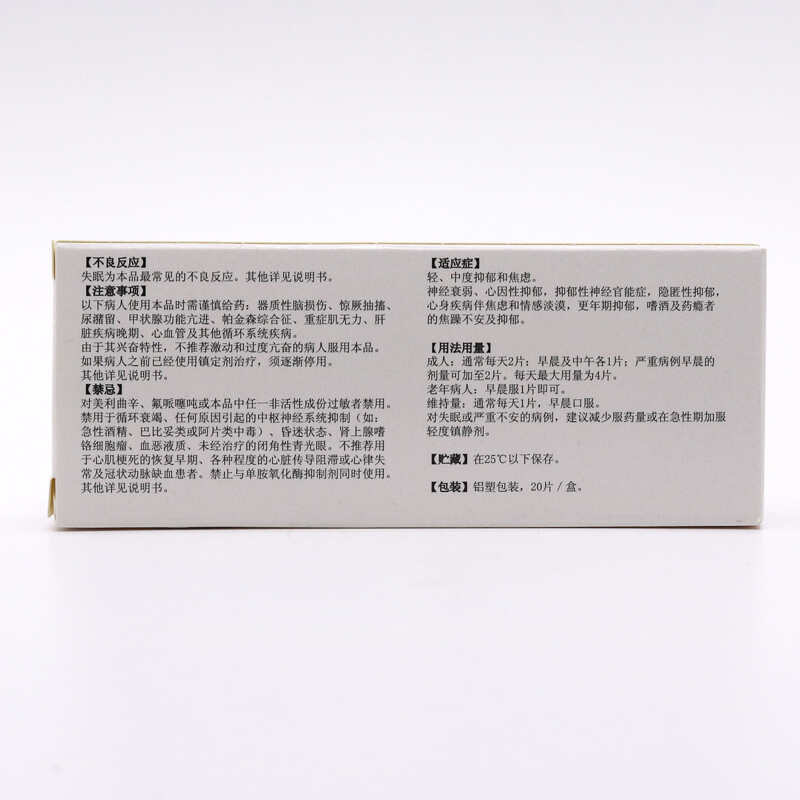 【不良反应】
失眠为本品最常见的不良反应。其他详见说明书。
【注意事项】
以下病人使用本品时需谨慎给药：器质性脑损伤、惊厥抽搐、
尿潴留、甲状腺功能亢进、帕金森综合征、重症肌无力、肝
脏疾病晚期、心血管及其他循环系统疾病。
由于其兴奋特性，不推荐激动和过度亢奋的病人服用本品。
如果病人之前已经使用镇定剂治疗，须逐渐停用。
其他详见说明书。
【禁忌】
对美利曲辛、氟哌噻吨或本品中任一非活性成份过敏者禁用。
禁用于循环衰竭、任何原因引起的中枢神经系统抑制（如：
急性酒精、巴比妥类或阿片类中毒）、昏迷状态、肾上腺嗜
铬细胞瘤、血恶液质、未经治疗的闭角性青光眼。不推荐用
于心肌梗死的恢复早期、各种程度的心脏传导阻滞或心律失
常及冠状动脉缺血患者。禁止与单胺氧化酶抑制剂同时使用。
其他详见说明书。
【适应症】
轻、中度抑郁和焦虑。
神经衰弱、心因性抑郁，抑郁性神经官能症，隐匿性抑郁，
心身疾病伴焦虑和情感淡漠，更年期抑郁，嗜酒及药瘾者
的焦躁不安及抑郁。
【用法用量】
成人：通常每天2片：早晨及中午各1片；严重病例早晨的
剂量可加至2片。每天最大用量为4片。
老年病人：早晨服1片即可。
维持量：通常每天1片，早晨口服。
对失眠或严重不安的病例，建议减少服药量或在急性期加服
轻度镇静剂。
【贮藏】在25℃以下保存。
【包装】铝塑包装，20片／盒。